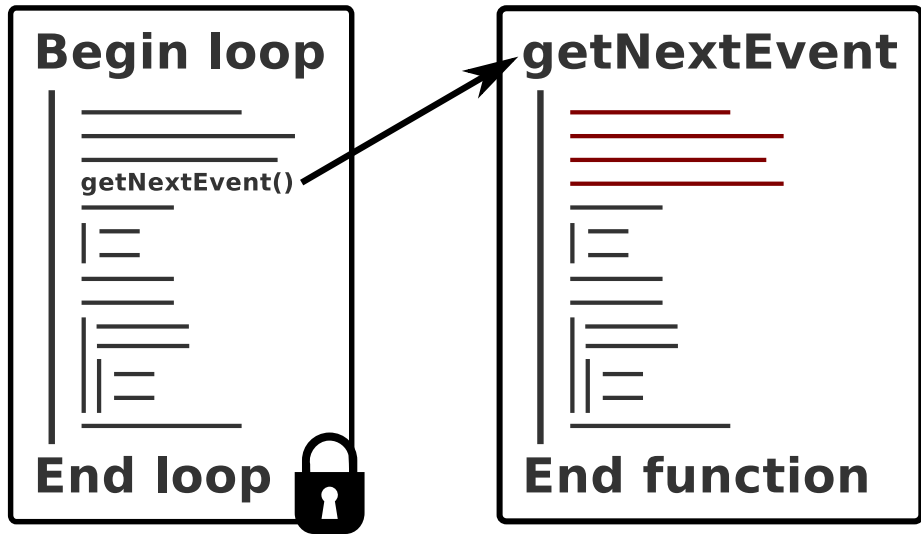 Begin loop
getNextEvent()
End loop
getNextEvent
End function